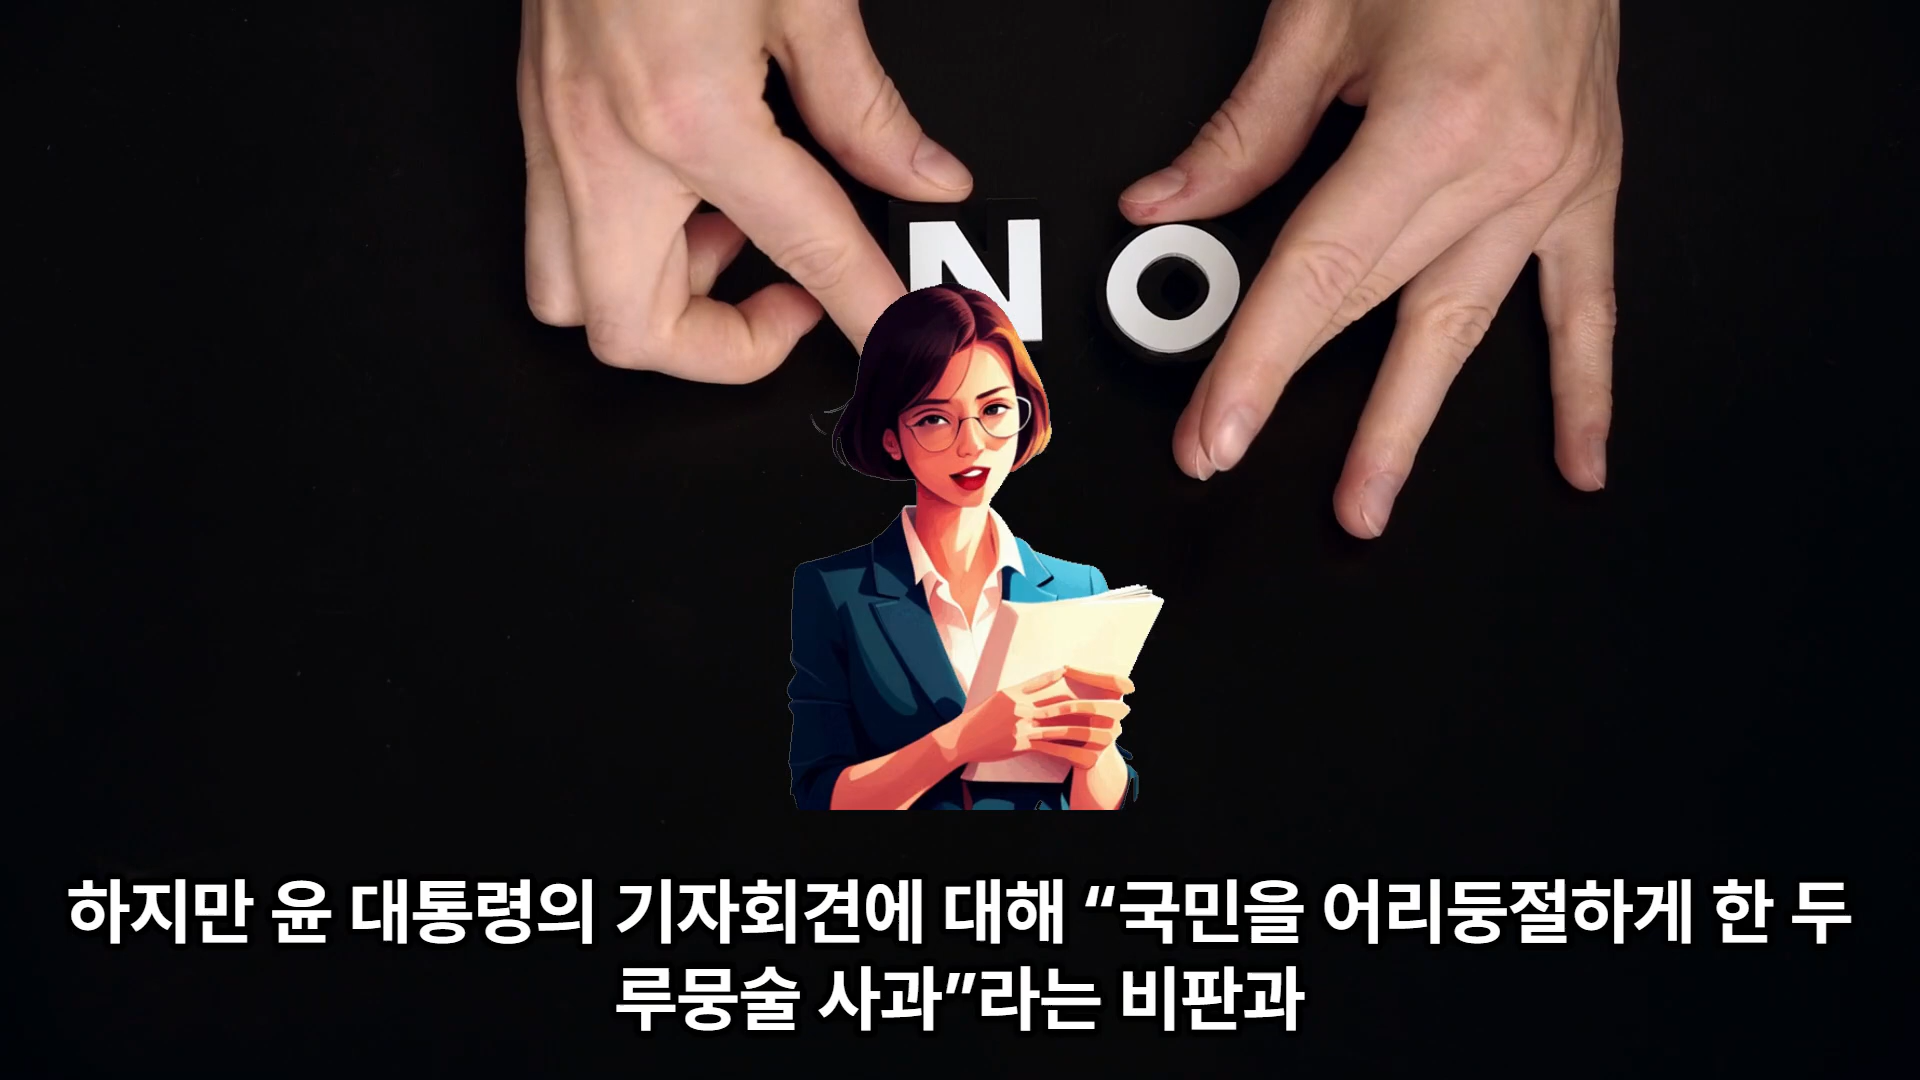 NO
하지만 윤 대통령의 기자회견에 대해 “국민을 어리둥절하게 한 두
루뭉술 사과”라는 비판과